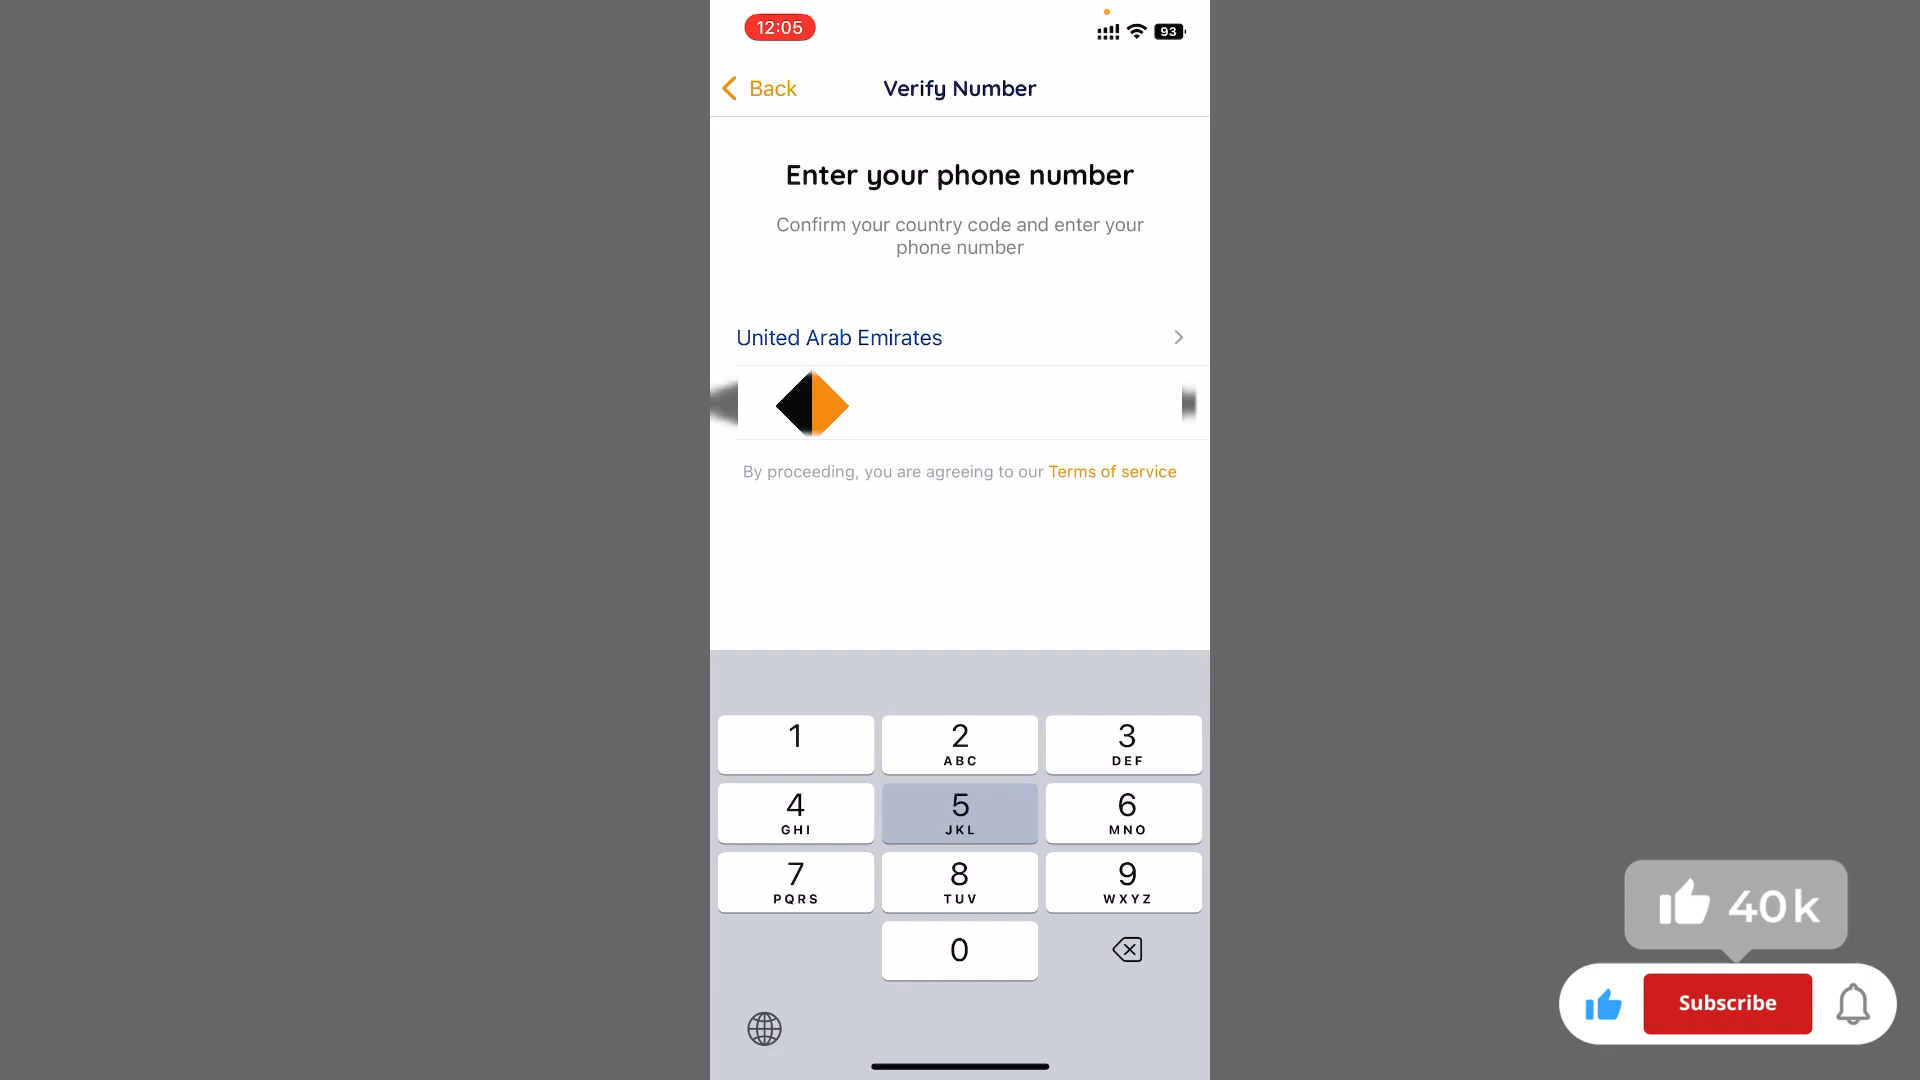 12:05
93
Back
Verify Number
Enter your phone number
Confirm your country code and enter your
phone number
United Arab Emirates
By proceeding, you are agreeing to our Terms of service
1
2
ABC
3
DEF
4
GHI
5
JKL
6
MNO
7
PQRS
8
TUV
9
WXYZ
0
40k
Subscribe